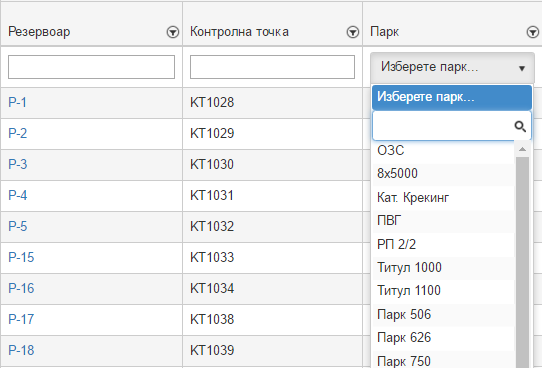 Резервоар Контролна точка Парк
Изберете парк...
Изберете парк...
Р-1 КТ1028
Р-2 КТ1029
ОЗС
Р-3 КТ1030
8х5000
Р-4 КТ1031
Кат. Крекинг
Р-5 КТ1032
ПВГ
РП 2/2
Р-15 КТ1033
Титул 1000
Р-16 КТ1034
Титул 1100
Р-17 КТ1038
Парк 506
Парк 626
Р-18 КТ1039
Парк 750